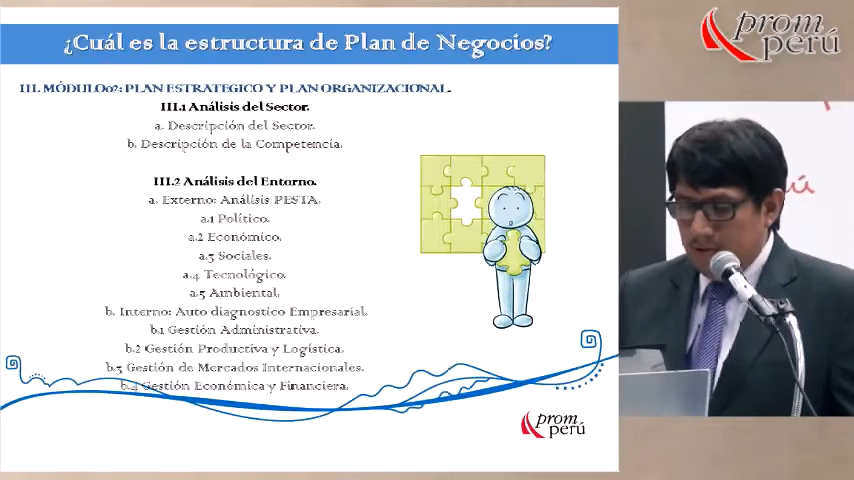 ¿Cuál es la estructura de Plan de Negocios?
III. MÓDULO02: PLAN ESTRATEGICO Y PLAN ORGANIZACIONAL.
III.1 Análisis del Sector.
a. Descripción del Sector.
b. Descripción de la Competencia.
III.2 Análisis del Entorno.
a. Externo: Análisis PESTA.
a.1 Político.
a.2 Económico.
a.3 Sociales.
a.4 Tecnológico.
a.5 Ambiental.
b. Interno: Auto diagnostico Empresarial.
b.1 Gestión Administrativa.
b.2 Gestión Productiva y Logística.
b.3 Gestión de Mercados Internacionales.
b.4 Gestión Económica y Financiera.
prom
perú
prom
perú
ú